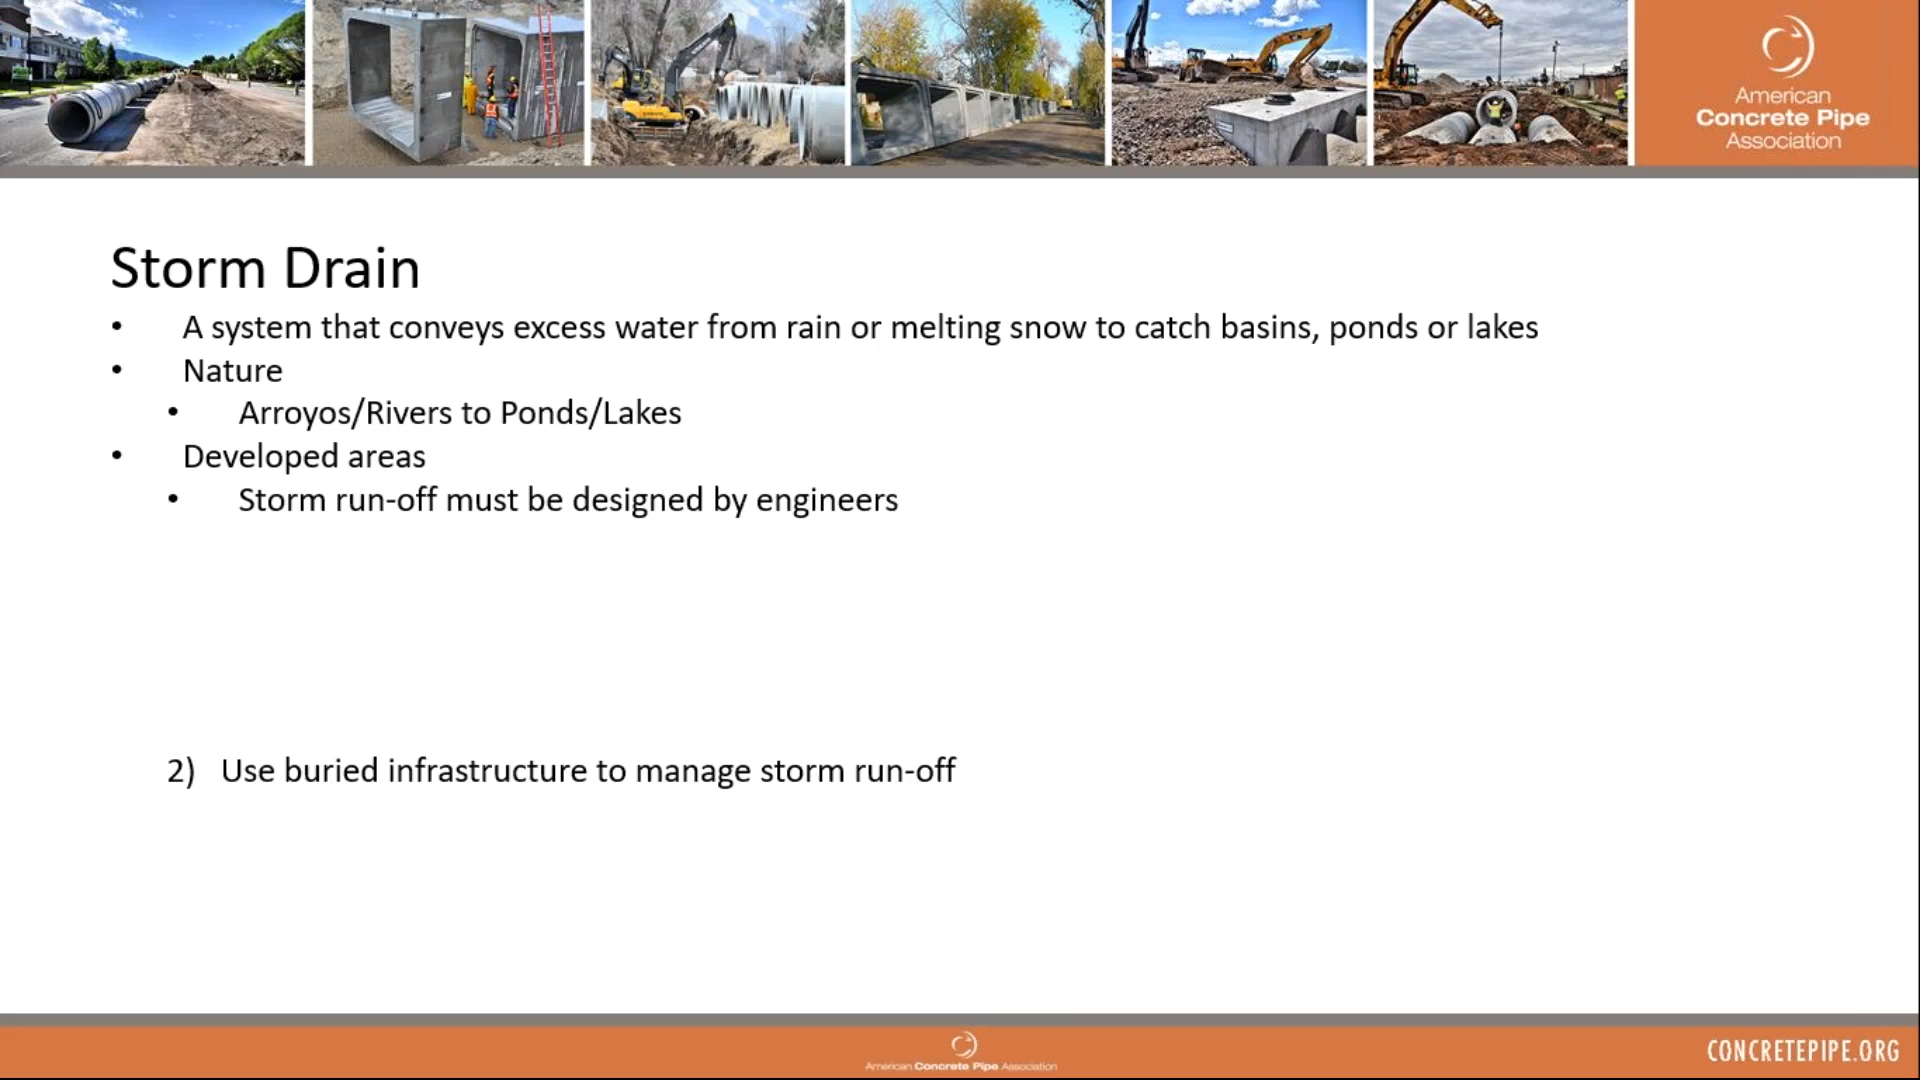 American
Concrete Pipe
Association
Storm Drain
• A system that conveys excess water from rain or melting snow to catch basins, ponds or lakes
• Nature
• Arroyos/Rivers to Ponds/Lakes
• Developed areas
• Storm run-off must be designed by engineers
2) Use buried infrastructure to manage storm run-off
American Concrete Pipe Association
CONCRETEPIPE.ORG